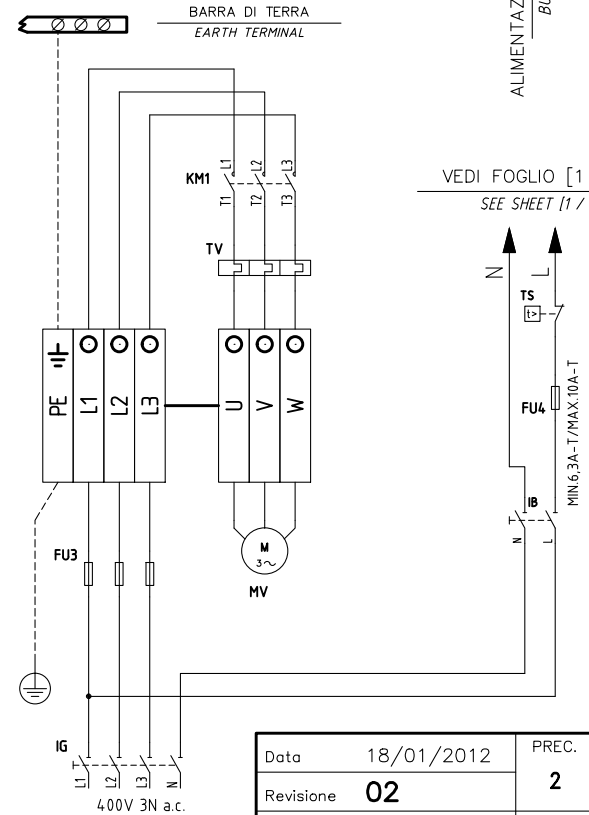 BARRA DI TERRA
EARTH TERMINAL
ALIMENTAZ
BU
VEDI FOGLIO [1
SEE SHEET [1 /
KM1
L1 L2 L3
T1 T2 T3
TV
N L
TS
t>
FU4
MIN.6,3A-T/MAX.10A-T
PE L1 L2 L3
U V W
IB
N L
M
3~
MV
FU3
IG
L1 L2 L3 N
400V 3N a.c.
Data 18/01/2012
PREC.
2
Revisione 02